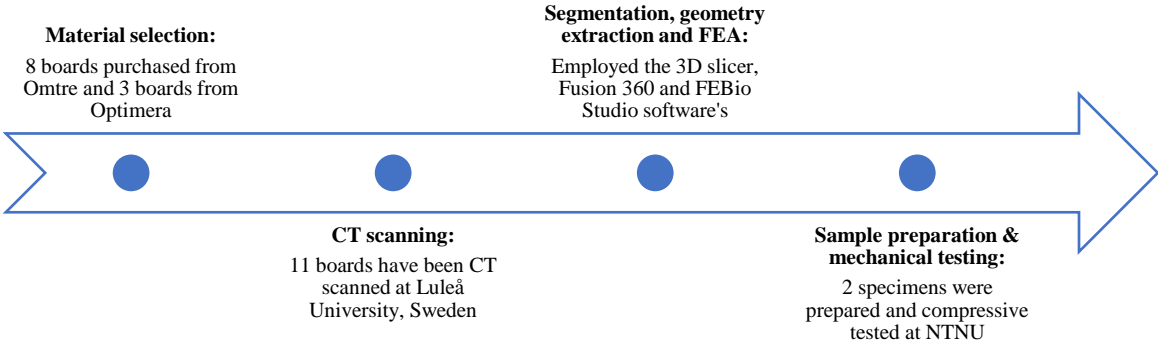 Material selection:
8 boards purchased from
Omtre and 3 boards from
Optimera
CT scanning:
11 boards have been CT
scanned at Luleå
University, Sweden
Segmentation, geometry
extraction and FEA:
Employed the 3D slicer,
Fusion 360 and FEBio
Studio software's
Sample preparation &
mechanical testing:
2 specimens were
prepared and compressive
tested at NTNU